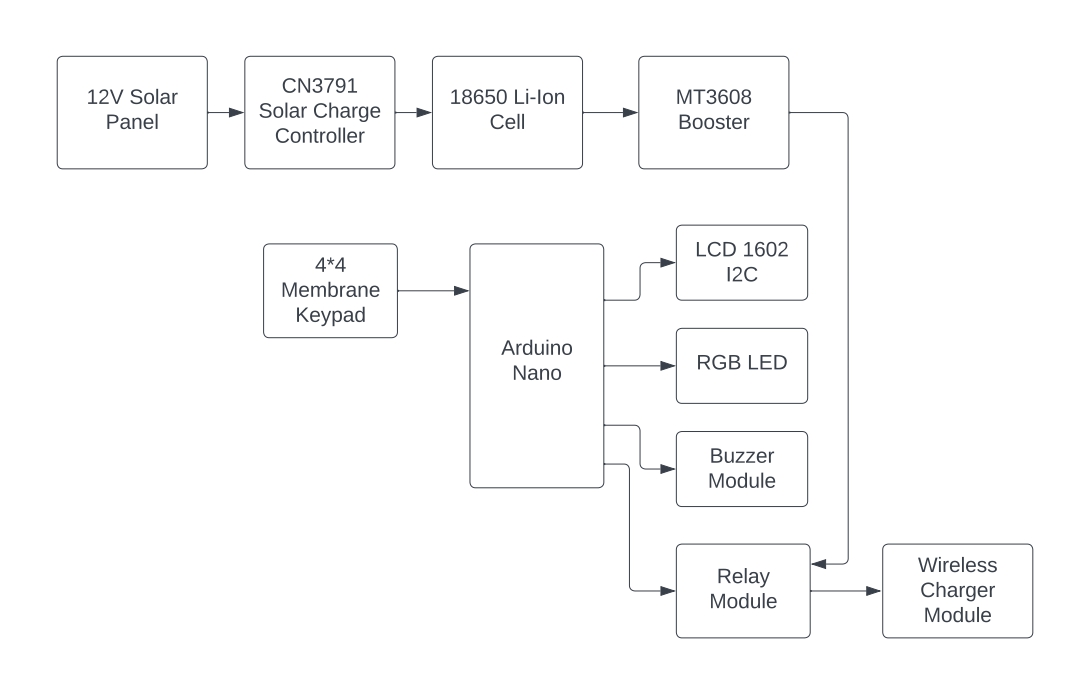 12V Solar
Panel
CN3791
Solar Charge
Controller
18650 Li-Ion
Cell
MT3608
Booster
4*4
Membrane
Keypad
Arduino
Nano
LCD 1602
I2C
RGB LED
Buzzer
Module
Relay
Module
Wireless
Charger
Module